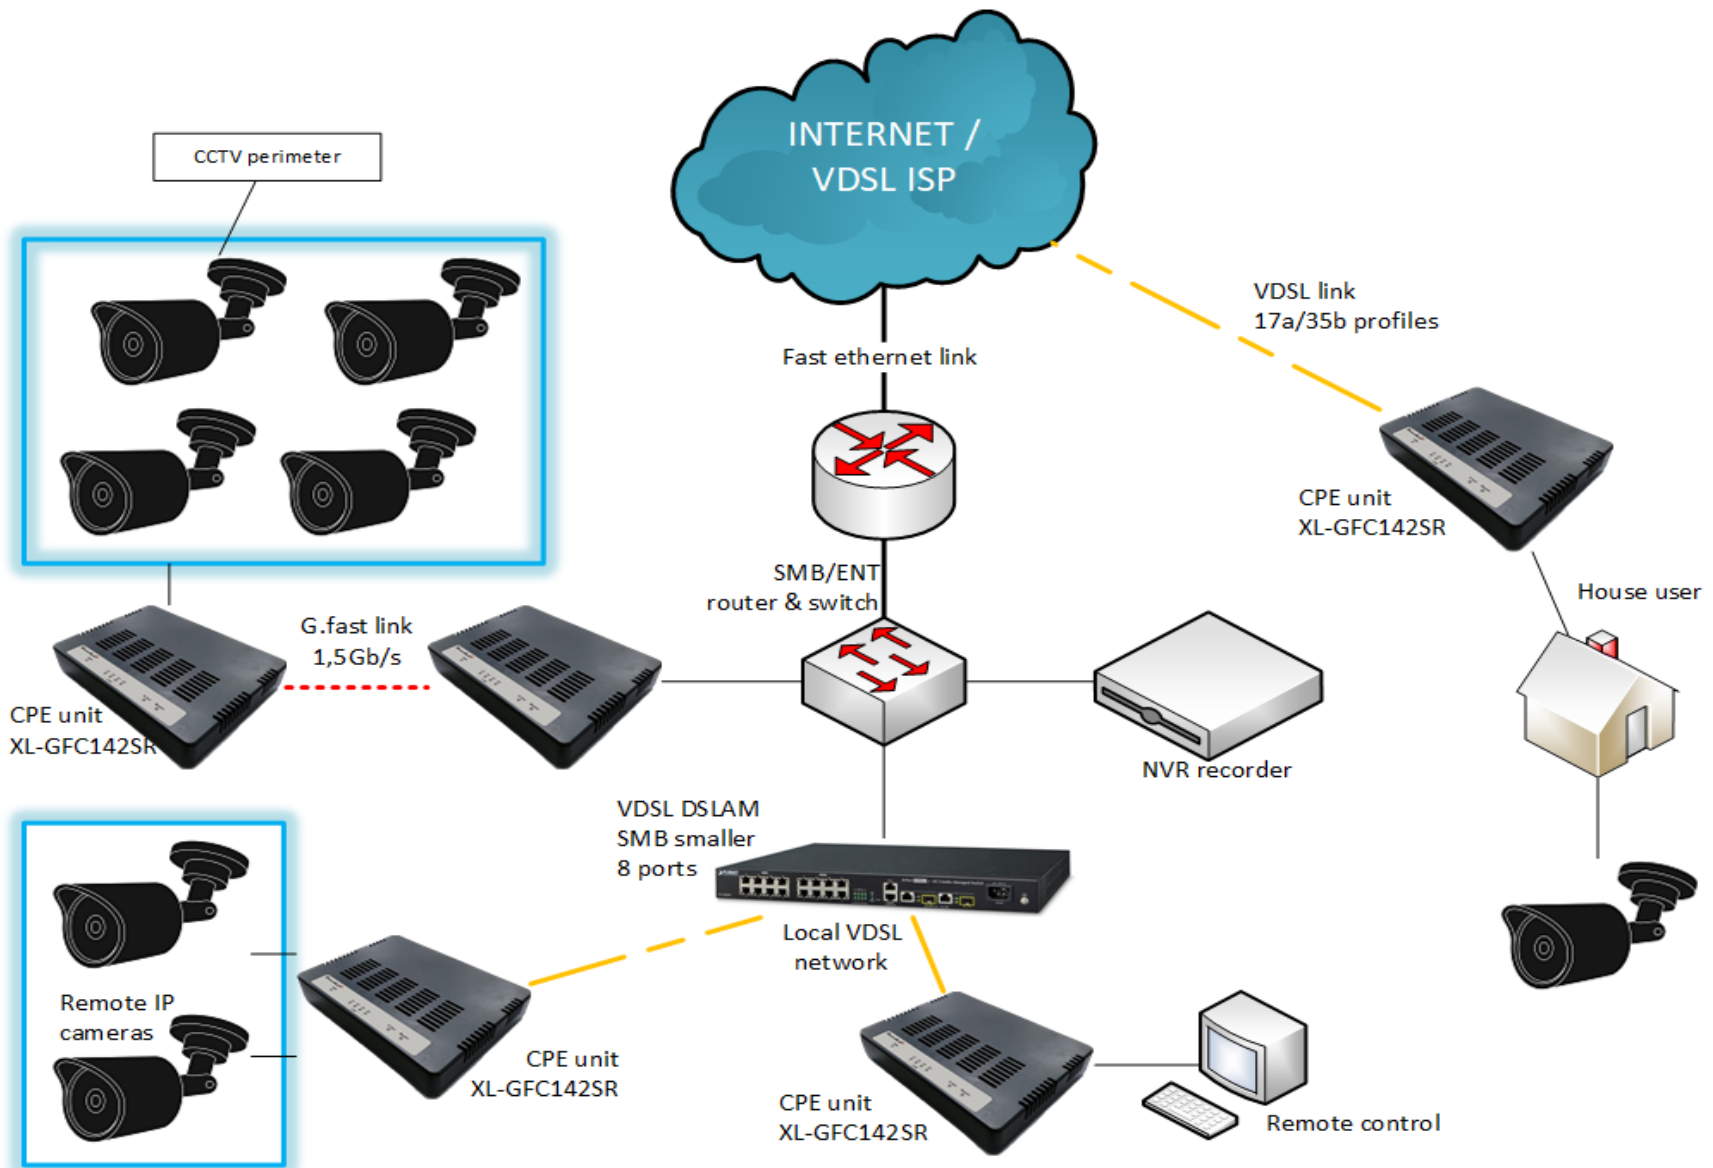 INTERNET /
VDSL ISP
CCTV perimeter
VDSL link
17a/35b profiles
Fast ethernet link
CPE unit
XL-GFC142SR
SMB/ENT
router & switch
House user
G.fast link
1,5Gb/s
CPE unit
XL-GFC142SR
NVR recorder
VDSL DSLAM
SMB smaller
8 ports
Local VDSL
network
Remote IP
cameras
CPE unit
XL-GFC142SR
CPE unit
XL-GFC142SR
Remote control